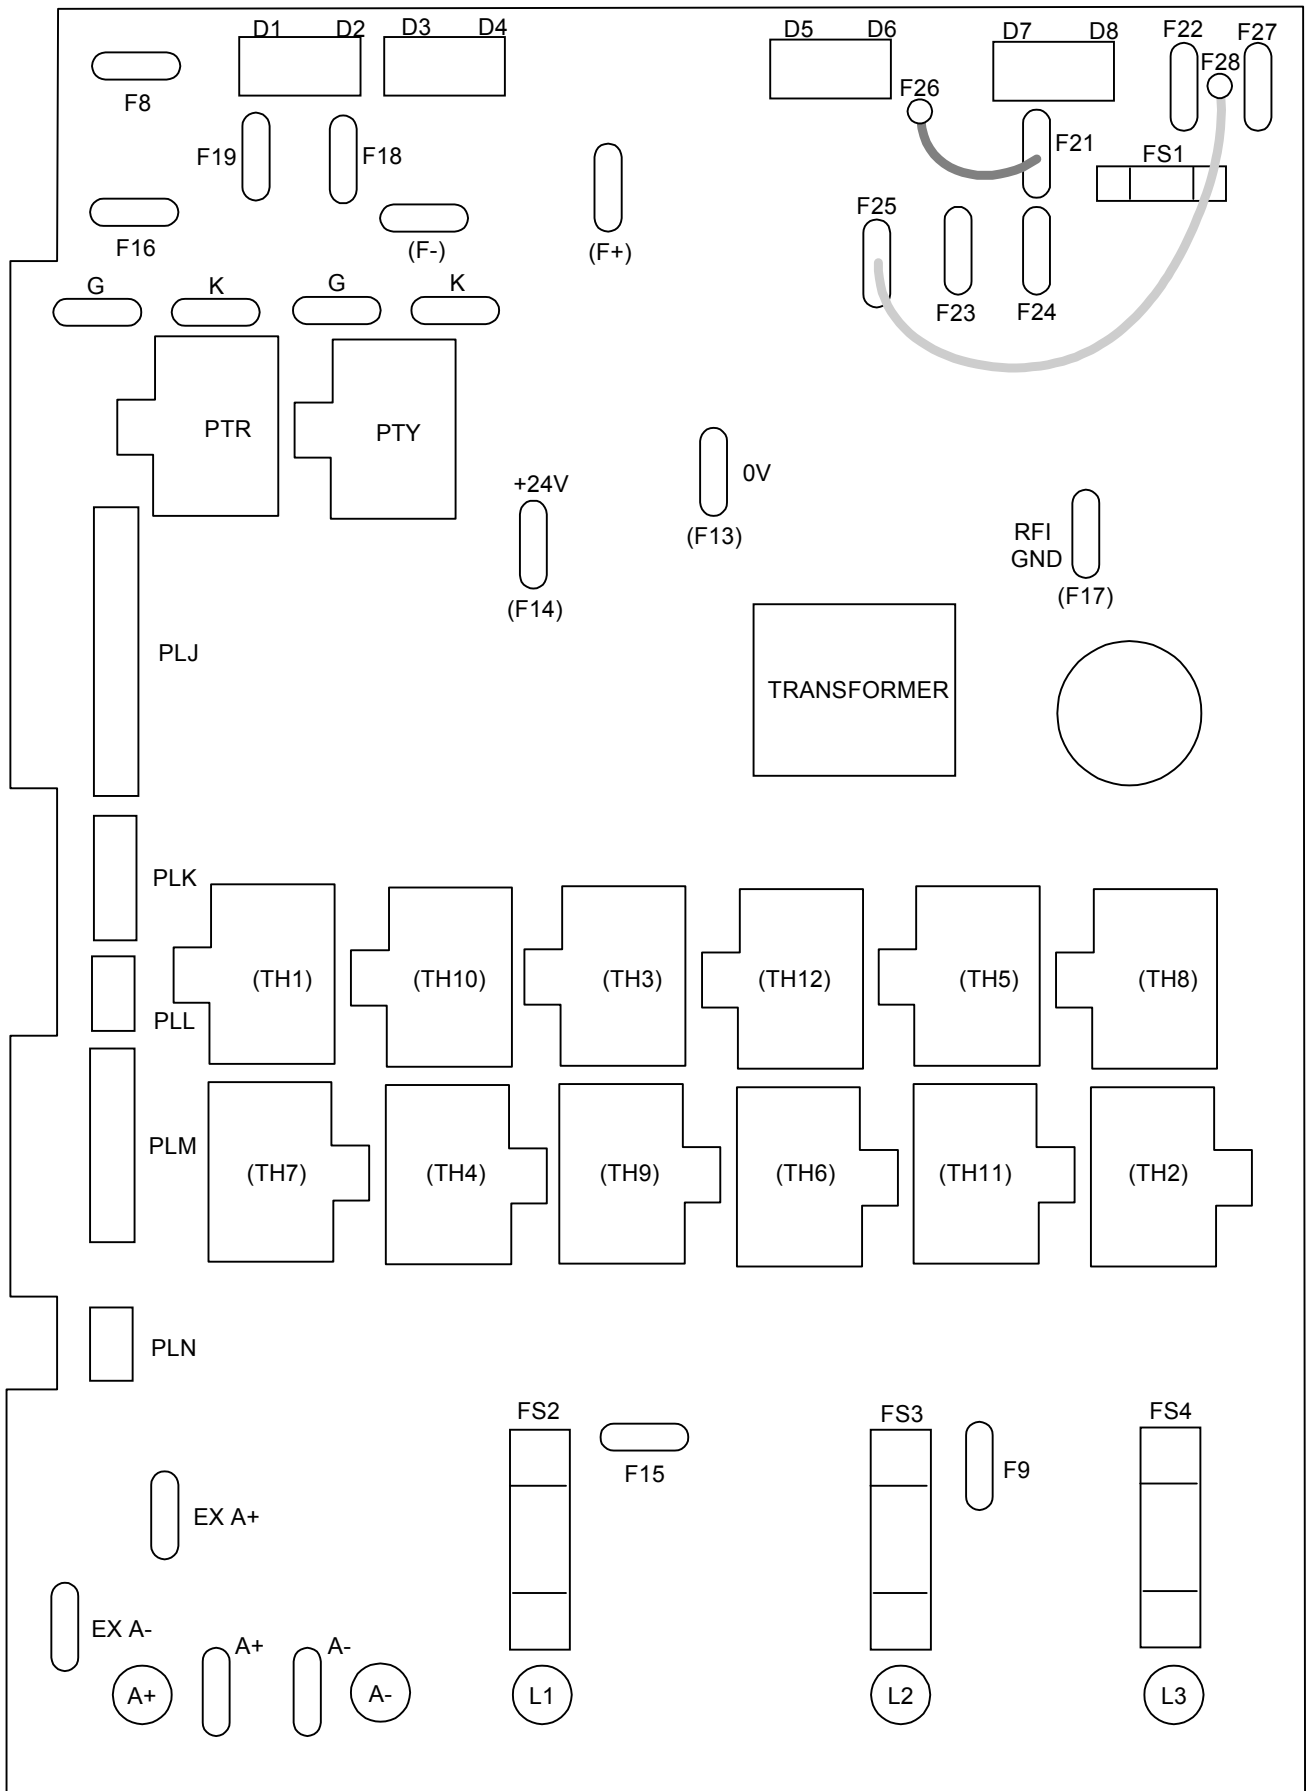 D1 D2 D3 D4 D5 D6 D7 D8 F22 F27
F8 F26 F28
F19 F18 F21 FS1
F16 (F-) (F+) F25
G K G K F23 F24
PTR PTY
+24V 0V
(F14) (F13) RFI
GND
(F17)
PLJ TRANSFORMER
PLK
(TH1) (TH10) (TH3) (TH12) (TH5) (TH8)
PLL
PLM (TH7) (TH4) (TH9) (TH6) (TH11) (TH2)
PLN
FS2 FS3 FS4
F15 F9
EX A+
EX A-
A+ A-
A+ A- L1 L2 L3